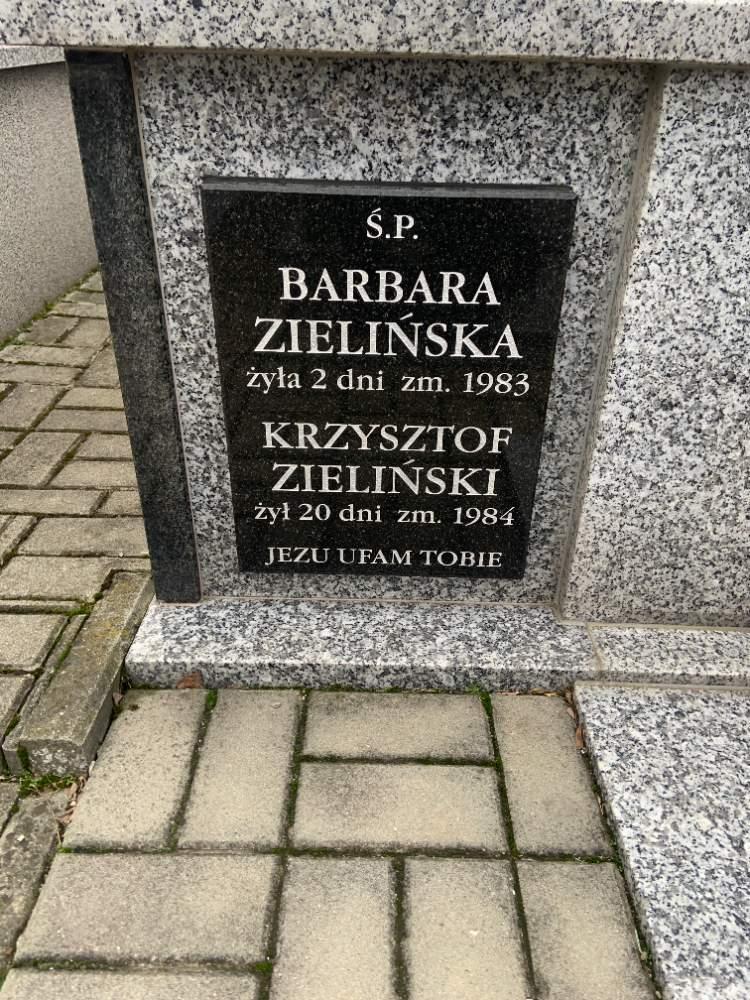 Ś.P.
BARBARA
ZIELIŃSKA
żyła 2 dni zm. 1983
KRZYSZTOF
ZIELIŃSKI
żył 20 dni zm. 1984
JEZU UFAM TOBIE